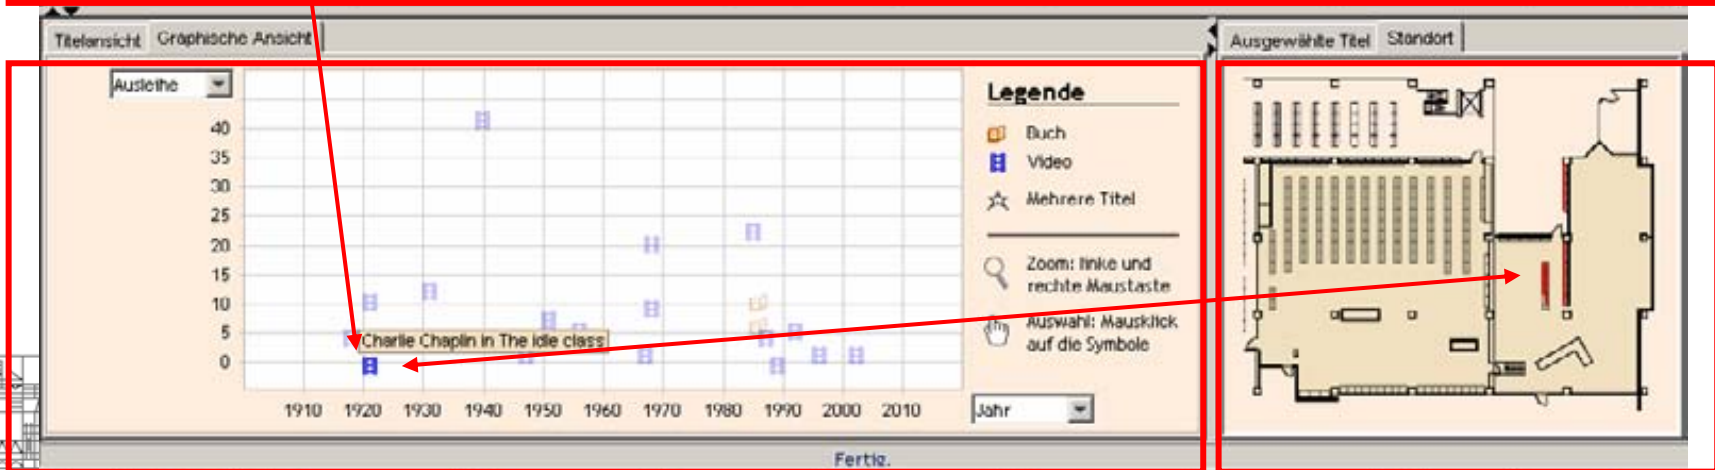 Titelansicht Graphische Ansicht
Ausgewählte Titel Standort
Ausleihe
40
35
30
25
20
15
10
5
0
Charlie Chaplin in The idle class
1910 1920 1930 1940 1950 1960 1970 1980 1990 2000 2010
Legende
Buch
Video
Mehrere Titel
Zoom: linke und
rechte Maustaste
Auswahl: Mausklick
auf die Symbole
Jahr
Fertig.